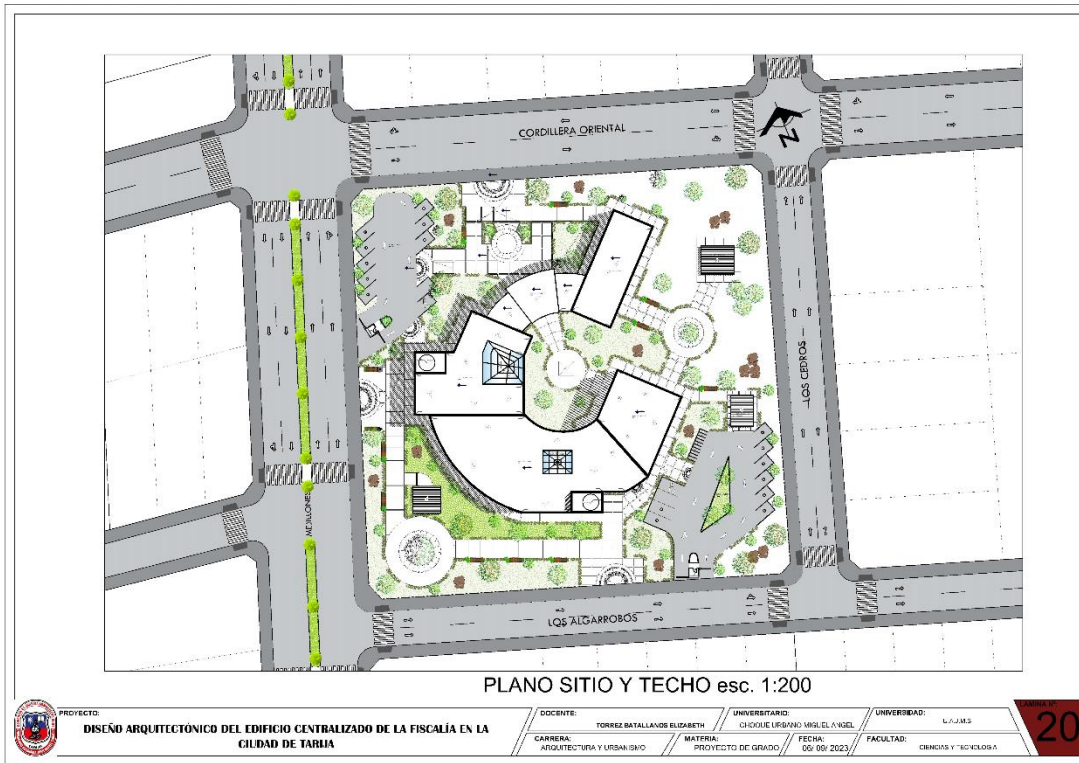 CORDILLERA ORIENTAL
N
LOS CEDROS
LOS ALGARROBOS
PLANO SITIO Y TECHO esc. 1:200
PROYECTO:
DISEÑO ARQUITECTÓNICO DEL EDIFICIO CENTRALIZADO DE LA FISCALÍA EN LA
CIUDAD DE TARIJA
DOCENTE:
TORREZ BATALLANOS ELIZABETH
UNIVERSITARIO:
CHOQUE URBANO MIGUEL ANGEL
UNIVERSIDAD:
U.A.J.M.S
CARRERA:
ARQUITECTURA Y URBANISMO
MATERIA:
PROYECTO DE GRADO
FECHA:
06/ 09/ 2023
FACULTAD:
CIENCIAS Y TECNOLOGIA
LAMINA Nº:
20